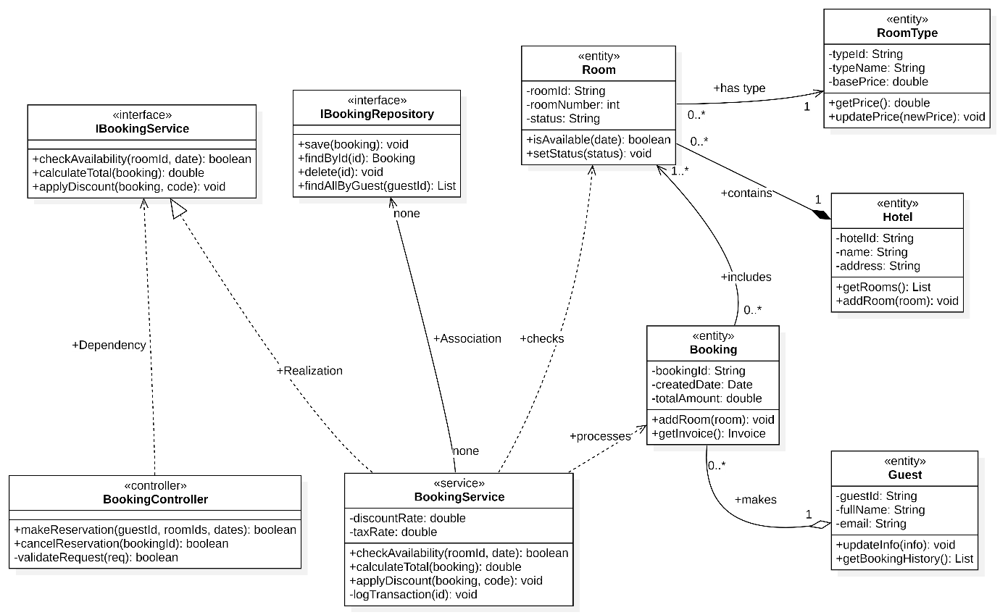 «entity»
RoomType
-typeId: String
-typeName: String
-basePrice: double
+getPrice(): double
+updatePrice(newPrice): void
«entity»
Room
-roomId: String
-roomNumber: int
-status: String
+isAvailable(date): boolean
+setStatus(status): void
+has type
0..*
1
«interface»
IBookingRepository
+save(booking): void
+findById(id): Booking
+delete(id): void
+findAllByGuest(guestId): List
«interface»
IBookingService
+checkAvailability(roomId, date): boolean
+calculateTotal(booking): double
+applyDiscount(booking, code): void
0..*
+contains
1
1..*
«entity»
Hotel
-hotelId: String
-name: String
-address: String
+getRooms(): List
+addRoom(room): void
none
+includes
0..*
+Dependency
+Realization
+Association
+checks
«entity»
Booking
-bookingId: String
-createdDate: Date
-totalAmount: double
+addRoom(room): void
+getInvoice(): Invoice
+processes
none
0..*
+makes
1
«entity»
Guest
-guestId: String
-fullName: String
-email: String
+updateInfo(info): void
+getBookingHistory(): List
«controller»
BookingController
+makeReservation(guestId, roomIds, dates): boolean
+cancelReservation(bookingId): boolean
-validateRequest(req): boolean
«service»
BookingService
-discountRate: double
-taxRate: double
+checkAvailability(roomId, date): boolean
+calculateTotal(booking): double
+applyDiscount(booking, code): void
-logTransaction(id): void